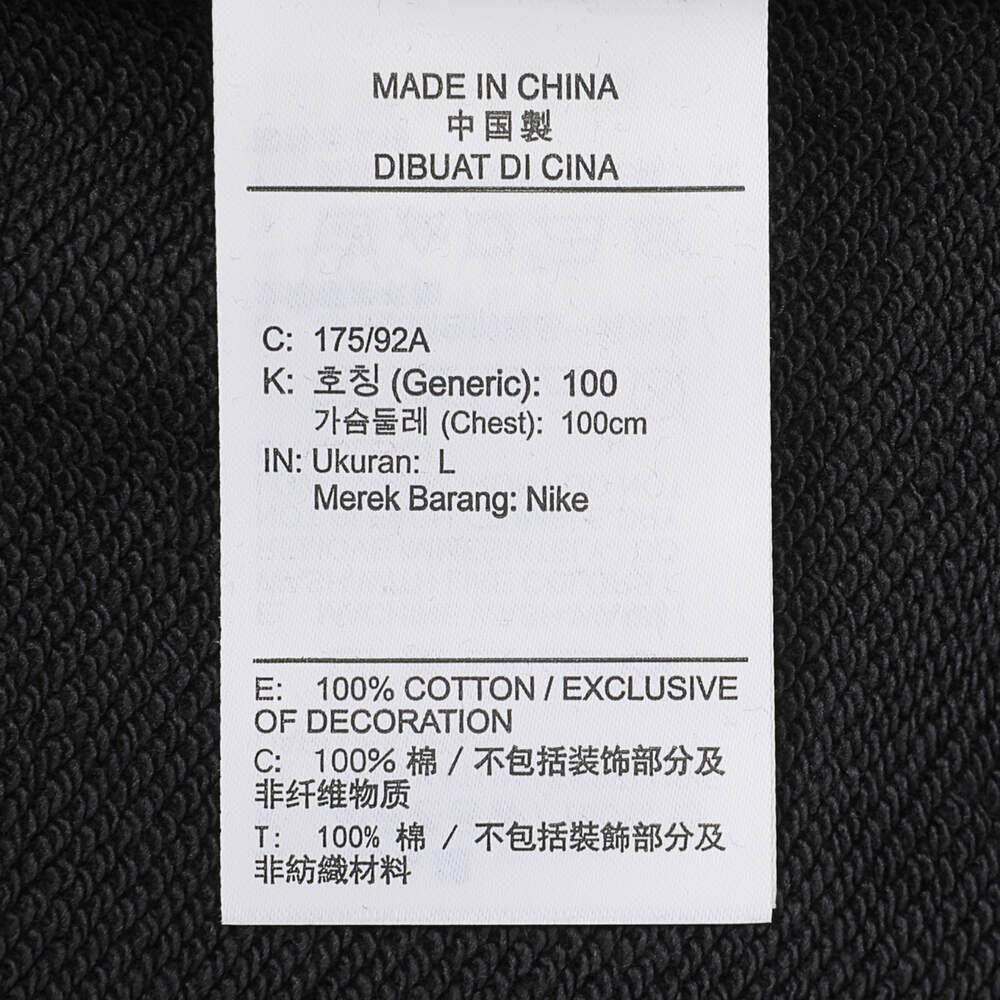 MADE IN CHINA
中国製
DIBUAT DI CINA
C: 175/92A
K: 호칭 (Generic): 100
가슴둘레 (Chest): 100cm
IN: Ukuran: L
Merek Barang: Nike
E: 100% COTTON / EXCLUSIVE
OF DECORATION
C: 100% 棉 / 不包括装饰部分及
非纤维物质
T: 100% 棉 / 不包括裝飾部分及
非紡織材料